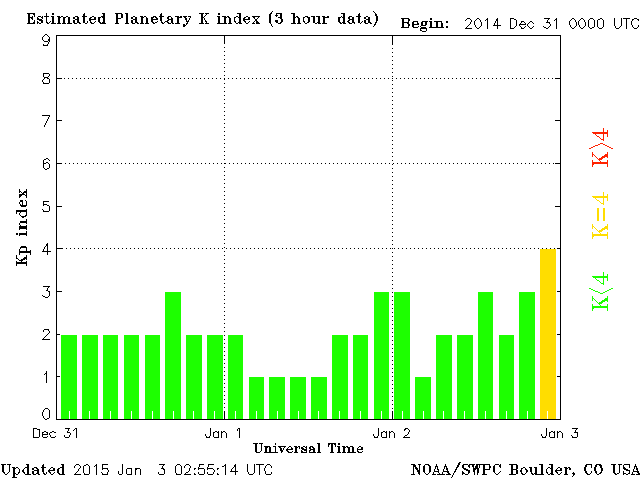 Estimated Planetary K index (3 hour data) Begin: 2014 Dec 31 0000 UTC
9
8
7
6
5
4
3
2
1
0
Kp index
K>4
K=4
K<4
Dec 31 Jan 1 Jan 2 Jan 3
Universal Time
Updated 2015 Jan 3 02:55:14 UTC NOAA/SWPC Boulder, CO USA